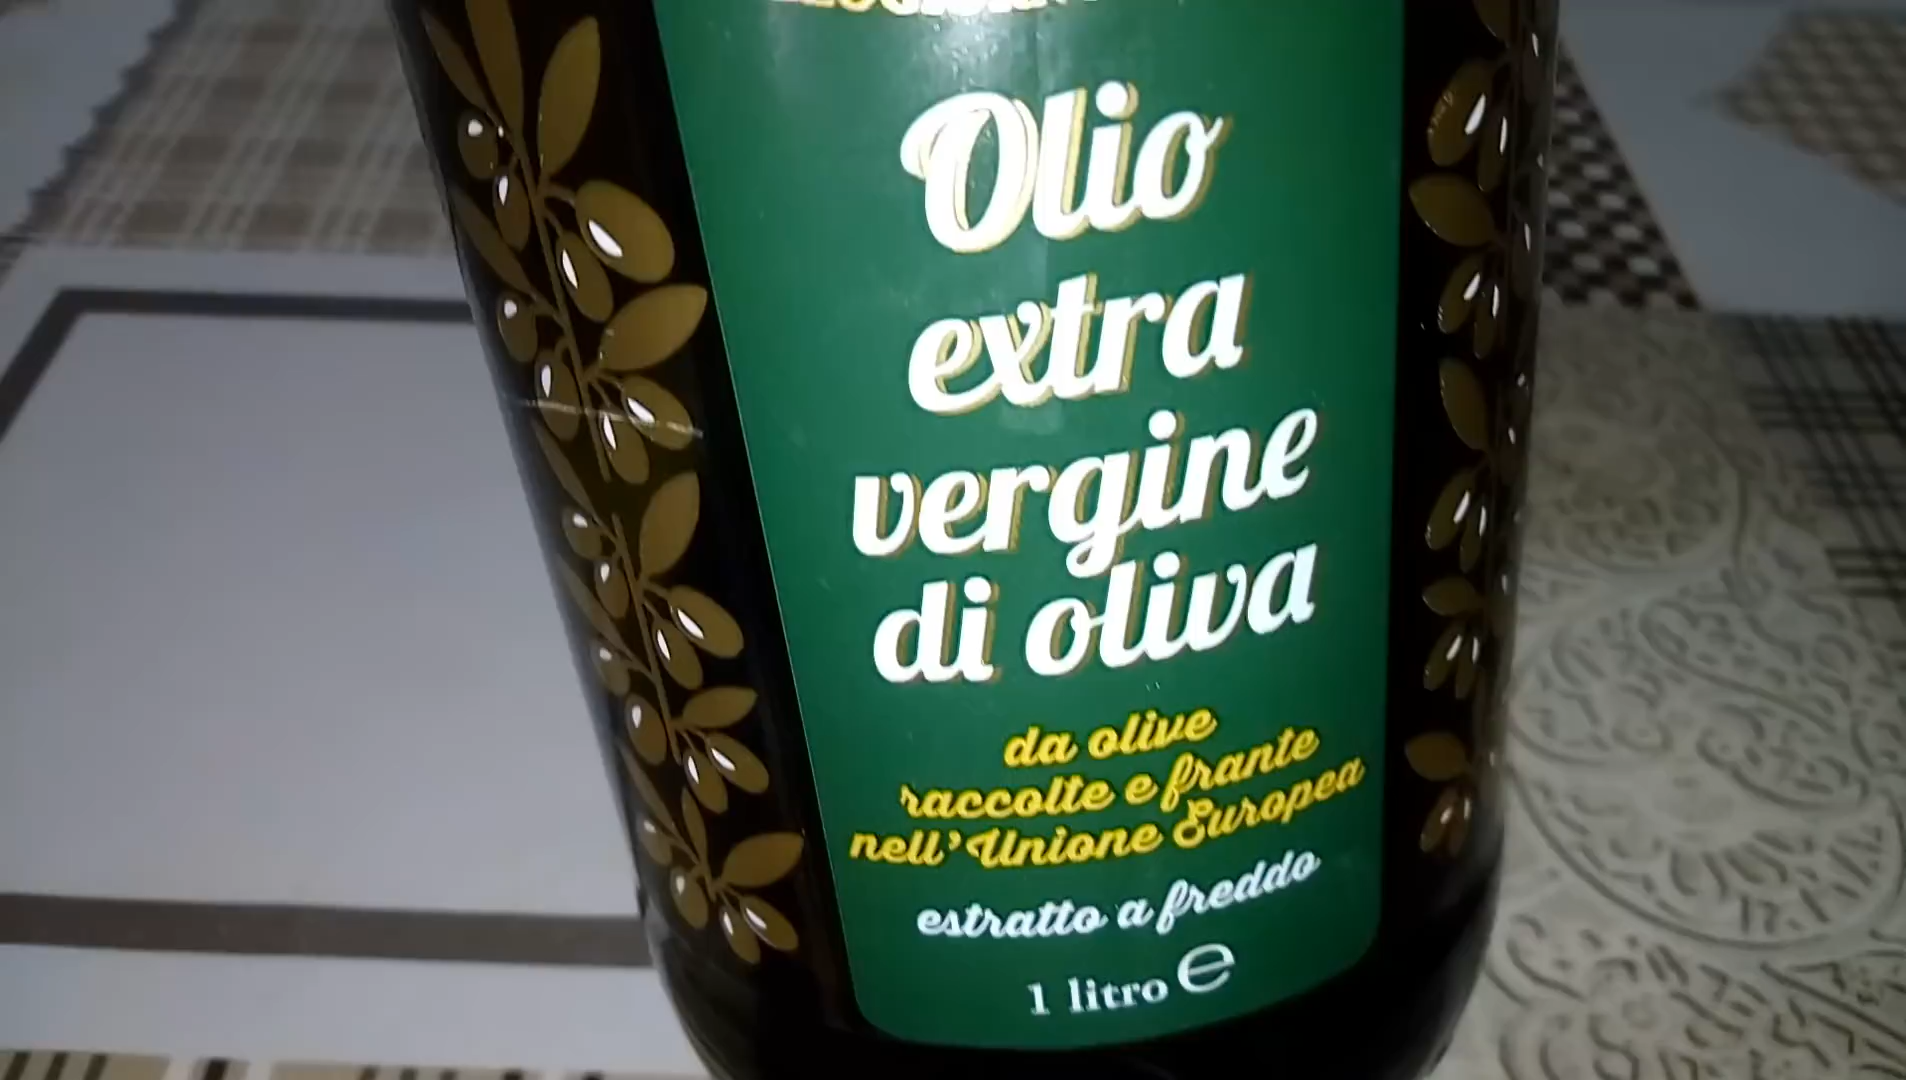 Olio
extra
vergine
di oliva
da olive
raccolte e frante
nell'Unione Europea
estratto a freddo
1 litro e